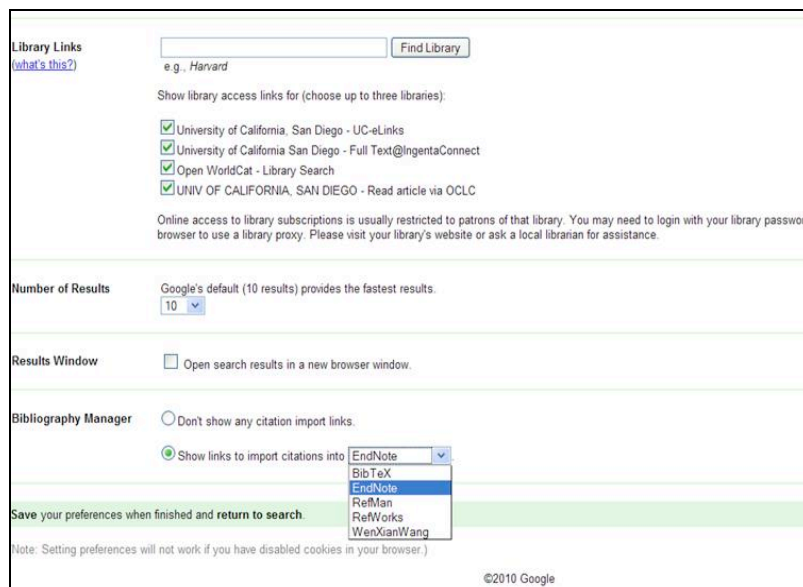 Library Links
(what's this?)
Find Library
e.g., Harvard
Show library access links for (choose up to three libraries):
University of California, San Diego - UC-eLinks
University of California San Diego - Full Text@IngentaConnect
Open WorldCat - Library Search
UNIV OF CALIFORNIA, SAN DIEGO - Read article via OCLC
Online access to library subscriptions is usually restricted to patrons of that library. You may need to login with your library passwor
browser to use a library proxy. Please visit your library's website or ask a local librarian for assistance.
Number of Results
Google's default (10 results) provides the fastest results.
10
Results Window
Open search results in a new browser window.
Bibliography Manager
Don't show any citation import links.
Show links to import citations into EndNote .
BibTeX
EndNote
RefMan
RefWorks
WenXianWang
Save your preferences when finished and return to search.
Note: Setting preferences will not work if you have disabled cookies in your browser.)
©2010 Google